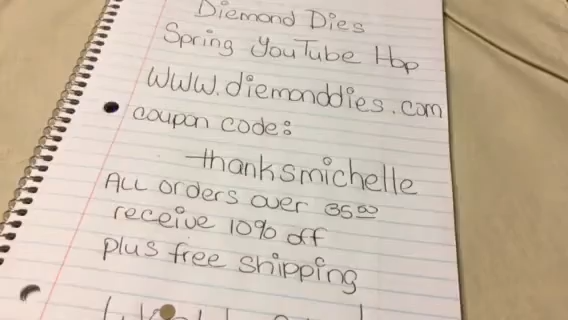 Diemond Dies
Spring YouTube Hop
www.diemonddies.com
coupon code:
thanksmichelle
ALL orders over 35.00
receive 10% off
plus free shipping